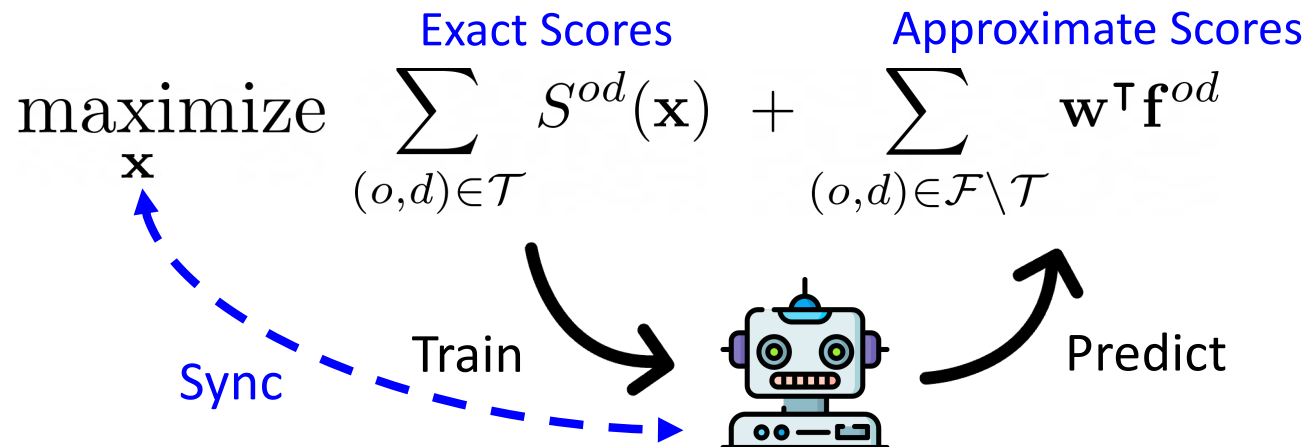 Exact Scores Approximate Scores
maximize ∑ S^{od}(𝐱) + ∑ 𝐰^⊤𝐟^{od}
𝐱 (o,d)∈𝒯 (o,d)∈ℱ\𝒯
Train
Predict
Sync